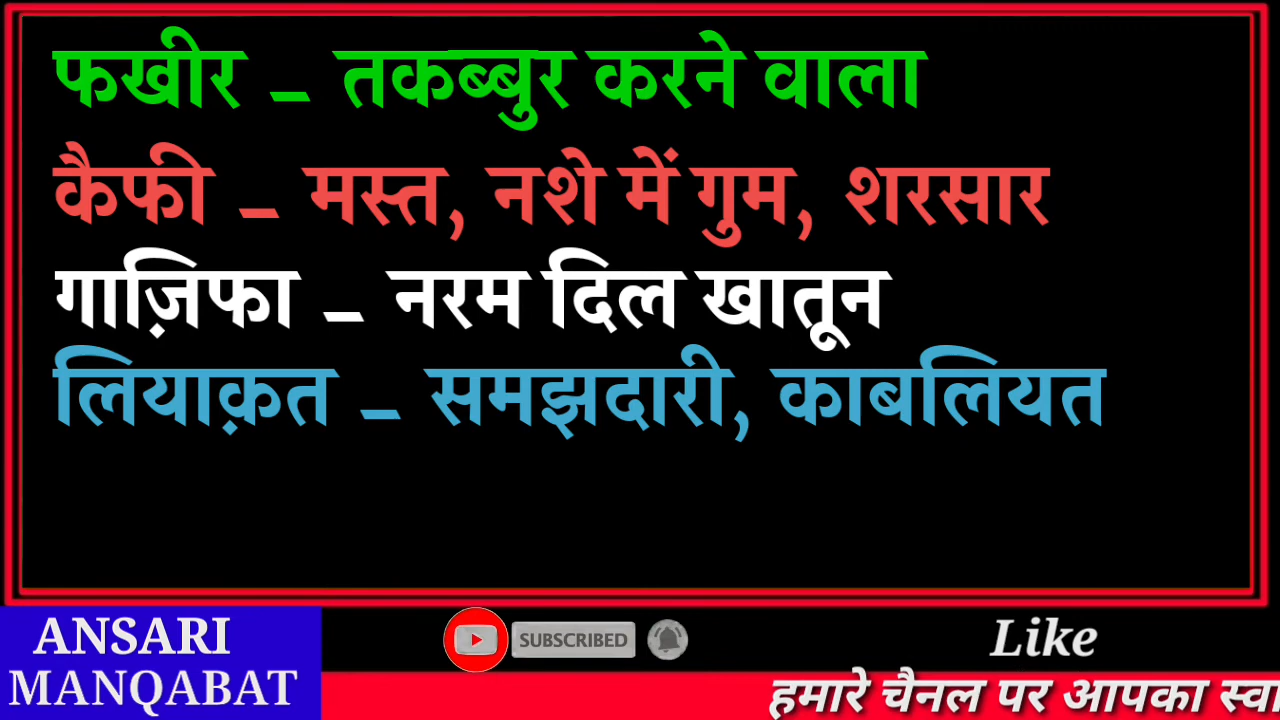 फखीर – तकब्बुर करने वाला
कैफी – मस्त, नशे में गुम, शरसार
गाज़िफा – नरम दिल खातून
लियाक़त – समझदारी, काबलियत
ANSARI
MANQABAT
SUBSCRIBED
Like
हमारे चैनल पर आपका स्वा